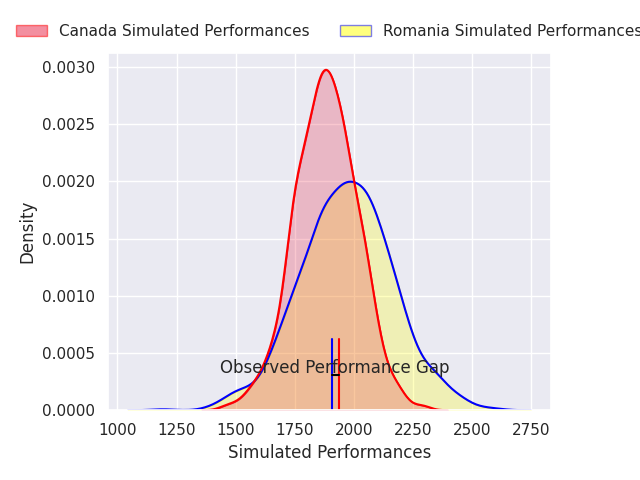 Canada Simulated Performances
Romania Simulated Performances
0.0030
0.0025
0.0020
0.0015
0.0010
0.0005
0.0000
Density
Observed Performance Gap
1000 1250 1500 1750 2000 2250 2500 2750
Simulated Performances